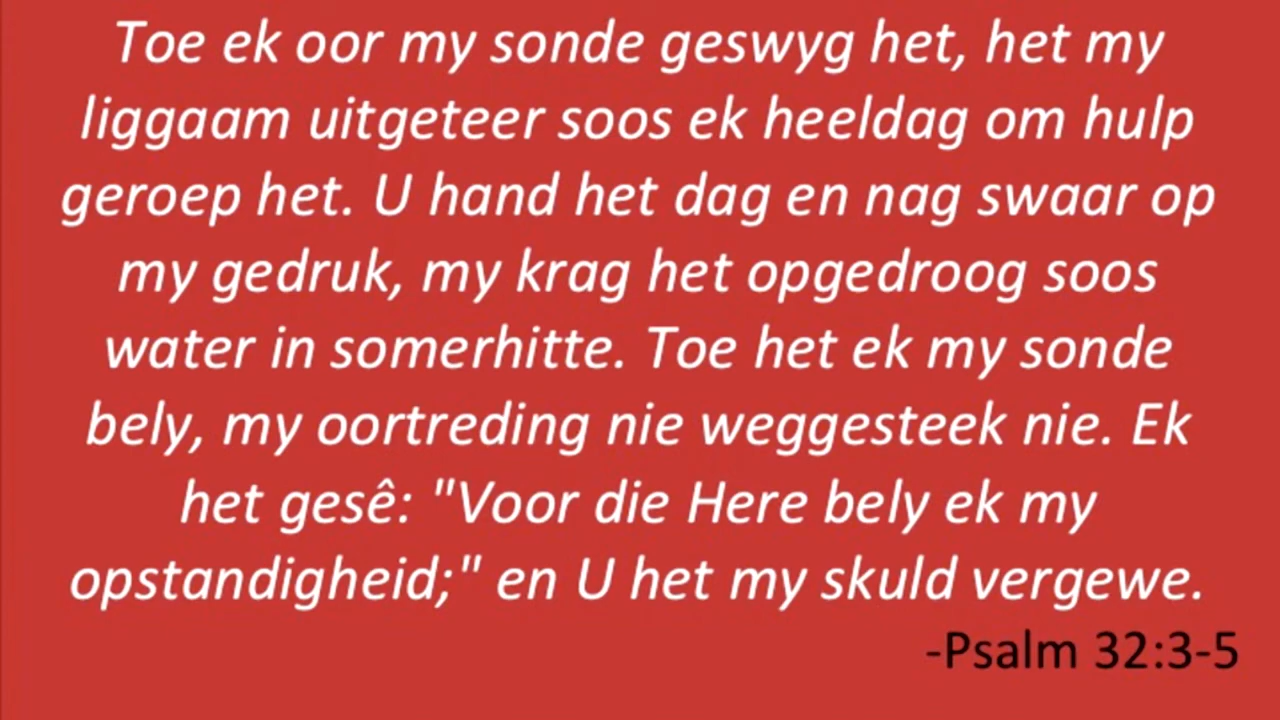 Toe ek oor my sonde geswyg het, het my
liggaam uitgeteer soos ek heeldag om hulp
geroep het. U hand het dag en nag swaar op
my gedruk, my krag het opgedroog soos
water in somerhitte. Toe het ek my sonde
bely, my oortreding nie weggesteek nie. Ek
het gesê: "Voor die Here bely ek my
opstandigheid;" en U het my skuld vergewe.
-Psalm 32:3-5